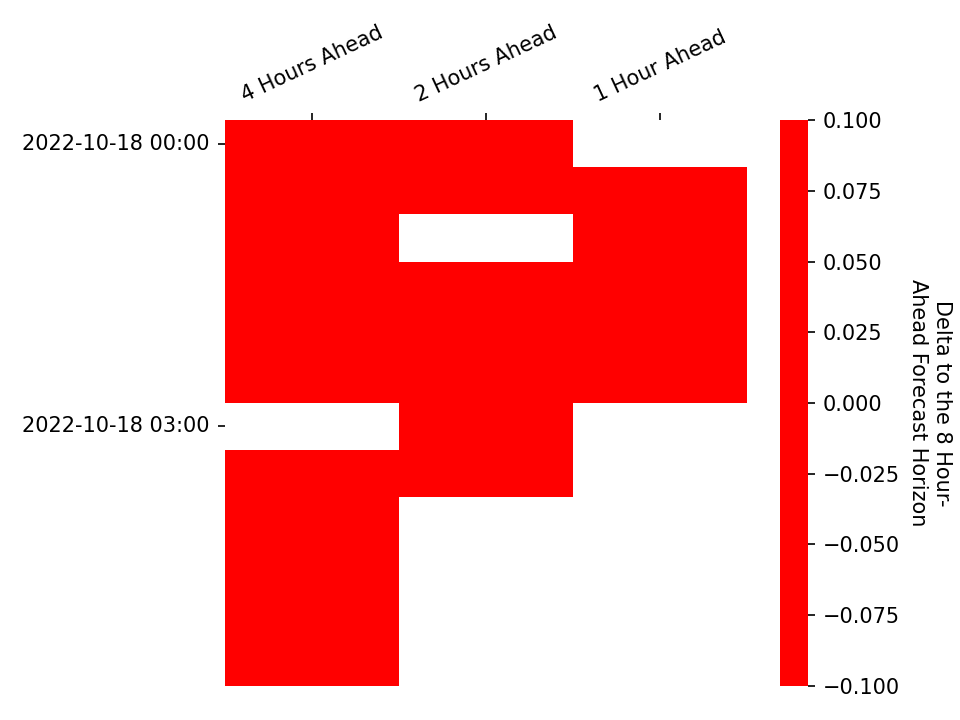 4 Hours Ahead
2 Hours Ahead
1 Hour Ahead
2022-10-18 00:00
2022-10-18 03:00
0.100
0.075
0.050
0.025
0.000
−0.025
−0.050
−0.075
−0.100
Delta to the 8 Hour-
Ahead Forecast Horizon